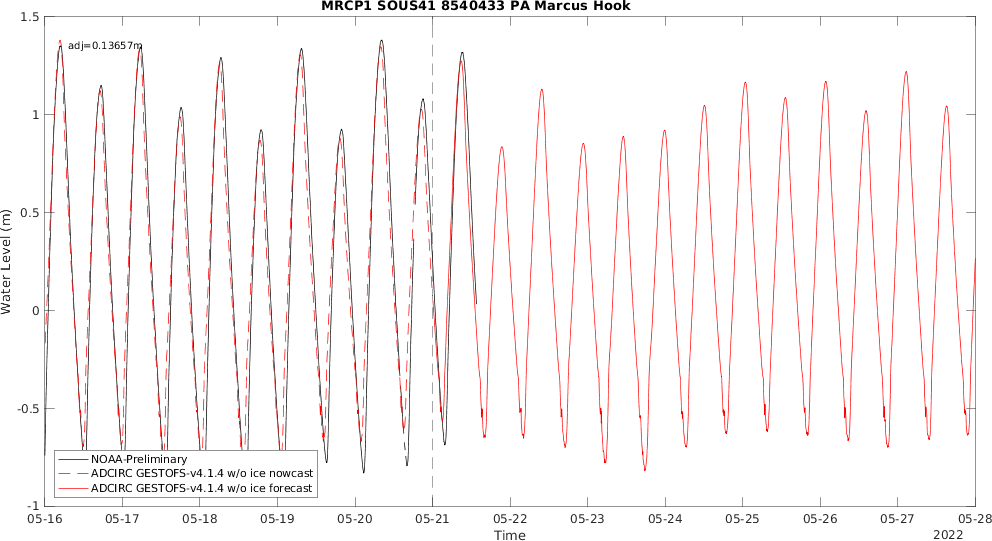 MRCP1 SOUS41 8540433 PA Marcus Hook
1.5
adj=0.13657m
1
0.5
0
-0.5
-1
Water Level (m)
NOAA-Preliminary
ADCIRC GESTOFS-v4.1.4 w/o ice nowcast
ADCIRC GESTOFS-v4.1.4 w/o ice forecast
05-16 05-17 05-18 05-19 05-20 05-21 05-22 05-23 05-24 05-25 05-26 05-27 05-28
Time
2022